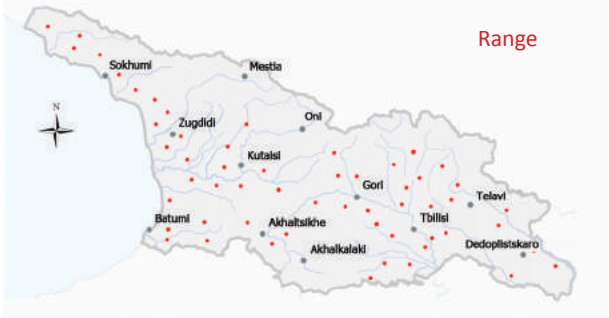 Range
Sokhumi
Mestia
N
Zugdidi
Oni
Kutaisi
Gori
Telavi
Batumi
Akhaltsikhe
Tbilisi
Akhalkalaki
Dedoplistskaro